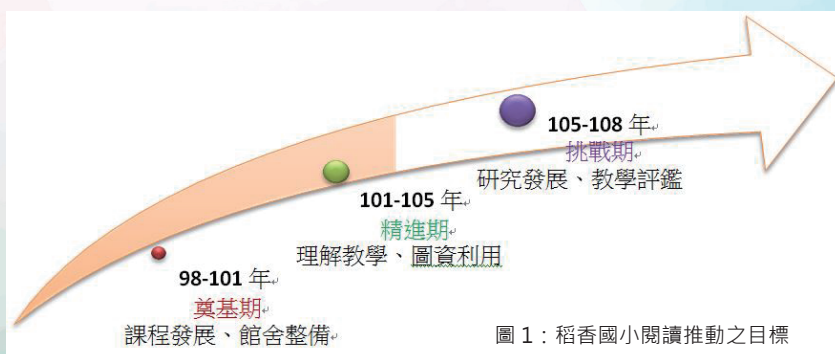 105-108 年
挑戰期
研究發展、教學評鑑
101-105 年
精進期
理解教學、圖資利用
98-101 年
奠基期
課程發展、館舍整備
圖 1：稻香國小閱讀推動之目標